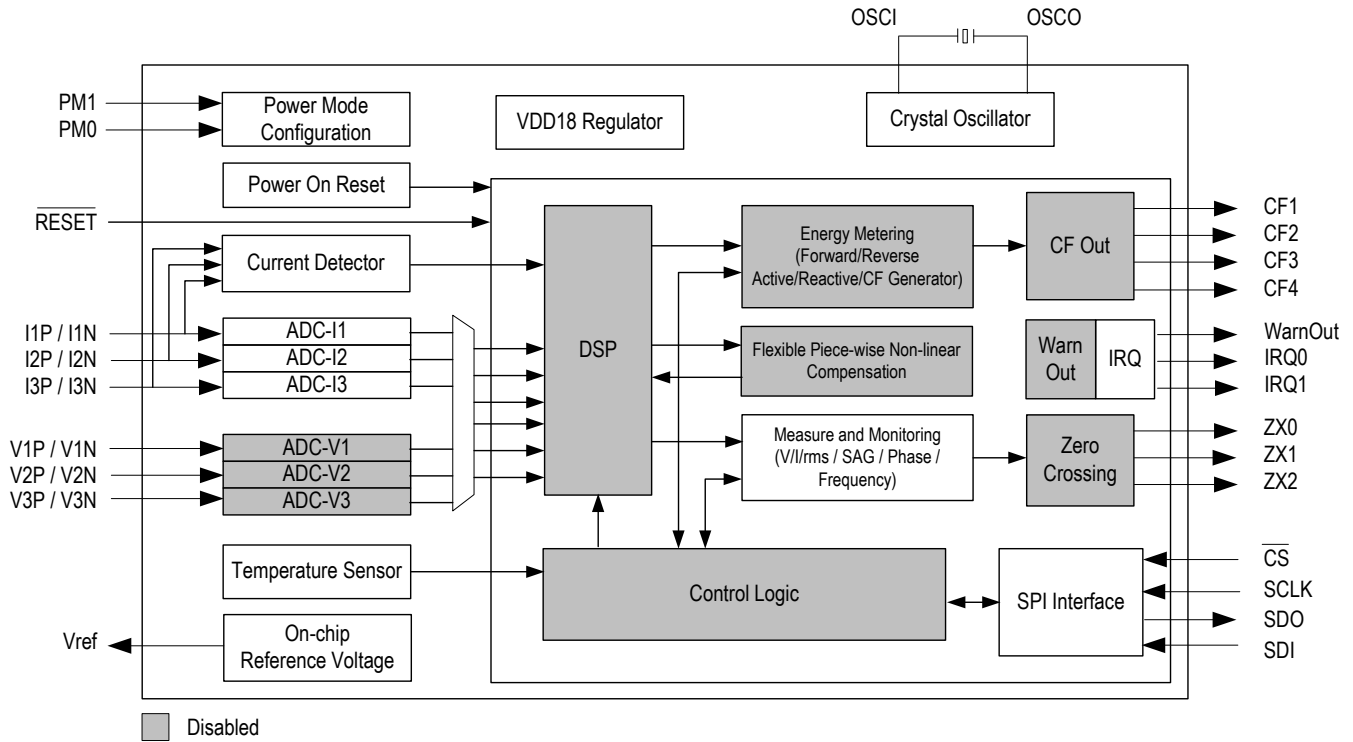 OSCI
OSCO
PM1
PM0
Power Mode
Configuration
VDD18 Regulator
Crystal Oscillator
Power On Reset
RESET
Current Detector
I1P / I1N
I2P / I2N
I3P / I3N
ADC-I1
ADC-I2
ADC-I3
V1P / V1N
V2P / V2N
V3P / V3N
ADC-V1
ADC-V2
ADC-V3
Temperature Sensor
Vref
On-chip
Reference Voltage
DSP
Energy Metering
(Forward/Reverse
Active/Reactive/CF Generator)
Flexible Piece-wise Non-linear
Compensation
Measure and Monitoring
(V/I/rms / SAG / Phase /
Frequency)
Control Logic
CF Out
CF1
CF2
CF3
CF4
Warn
Out
IRQ
WarnOut
IRQ0
IRQ1
Zero
Crossing
ZX0
ZX1
ZX2
SPI Interface
CS
SCLK
SDO
SDI
Disabled